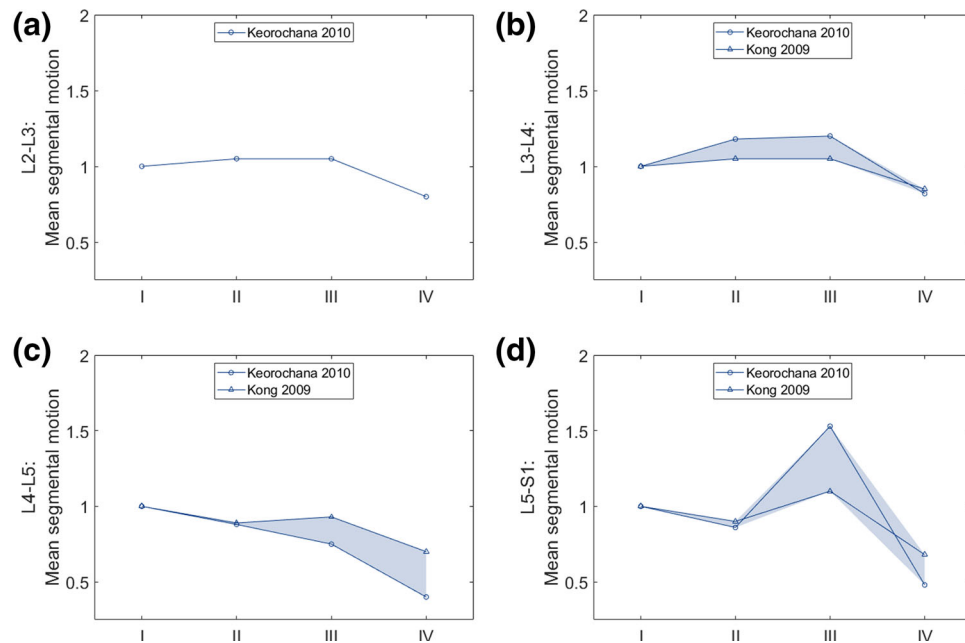 (a)
Keorochana 2010
L2-L3:
Mean segmental motion
2
1.5
1
0.5
I II III IV
(b)
Keorochana 2010
Kong 2009
L3-L4:
Mean segmental motion
2
1.5
1
0.5
I II III IV
(c)
Keorochana 2010
Kong 2009
L4-L5:
Mean segmental motion
2
1.5
1
0.5
I II III IV
(d)
Keorochana 2010
Kong 2009
L5-S1:
Mean segmental motion
2
1.5
1
0.5
I II III IV